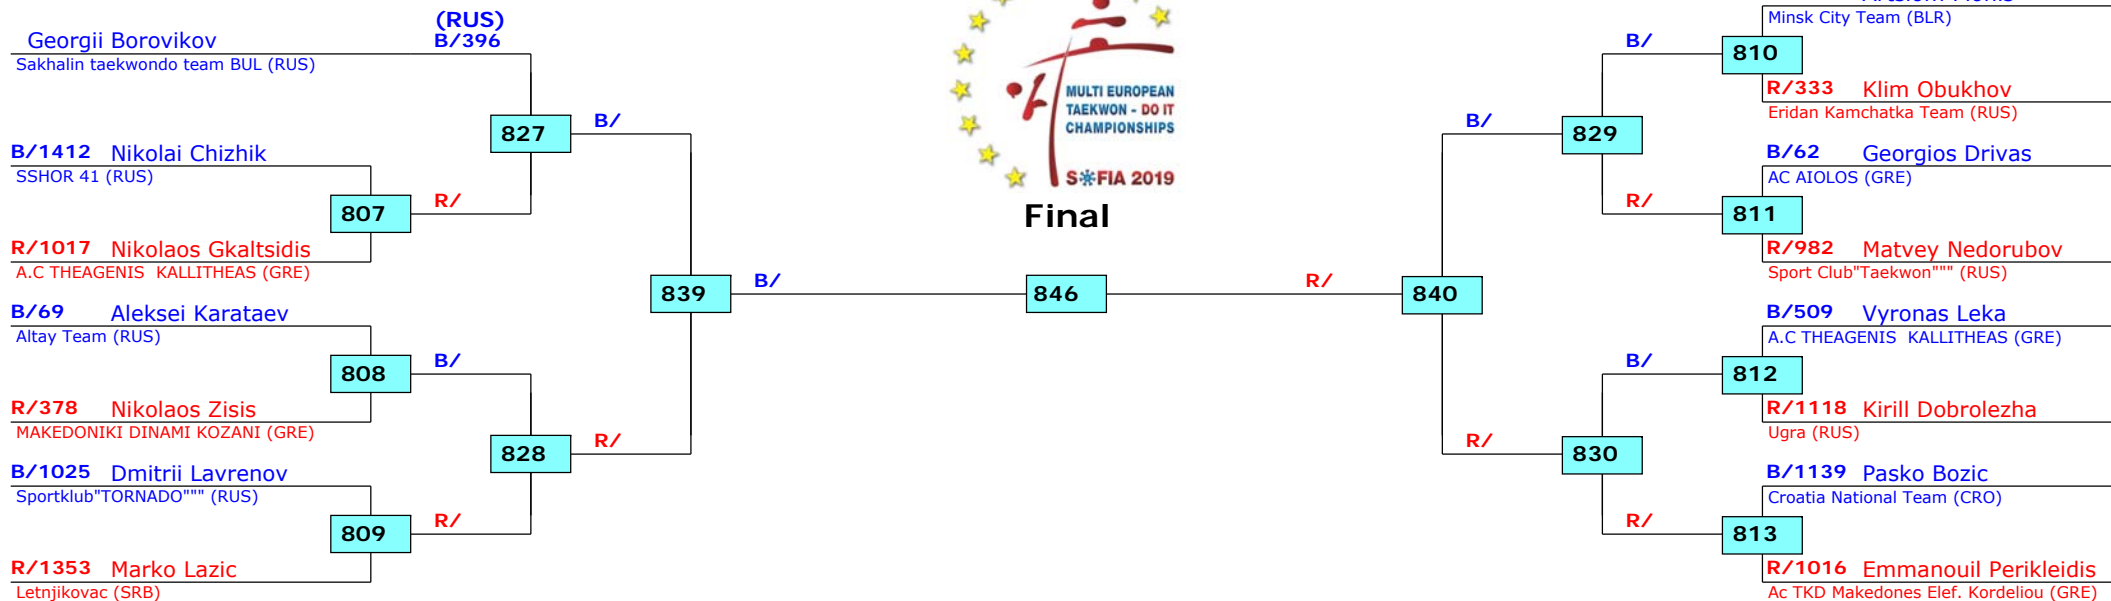 (RUS)
Georgii Borovikov B/396
Sakhalin taekwondo team BUL (RUS)
827
B/
B/1412 Nikolai Chizhik
SSHOR 41 (RUS)
807
R/
R/1017 Nikolaos Gkaltsidis
A.C THEAGENIS KALLITHEAS (GRE)
839
B/
B/69 Aleksei Karataev
Altay Team (RUS)
808
B/
R/378 Nikolaos Zisis
MAKEDONIKI DINAMI KOZANI (GRE)
828
R/
B/1025 Dmitrii Lavrenov
Sportklub"TORNADO""" (RUS)
809
R/
R/1353 Marko Lazic
Letnjikovac (SRB)
MULTI EUROPEAN
TAEKWON - DO IT
CHAMPIONSHIPS
SOFIA 2019
Final
846
R/
840
Minsk City Team (BLR)
B/
810
R/333 Klim Obukhov
Eridan Kamchatka Team (RUS)
B/
829
B/62 Georgios Drivas
AC AIOLOS (GRE)
R/
811
R/982 Matvey Nedorubov
Sport Club"Taekwon""" (RUS)
B/509 Vyronas Leka
A.C THEAGENIS KALLITHEAS (GRE)
B/
812
R/1118 Kirill Dobrolezha
Ugra (RUS)
R/
830
B/1139 Pasko Bozic
Croatia National Team (CRO)
R/
813
R/1016 Emmanouil Perikleidis
Ac TKD Makedones Elef. Kordeliou (GRE)